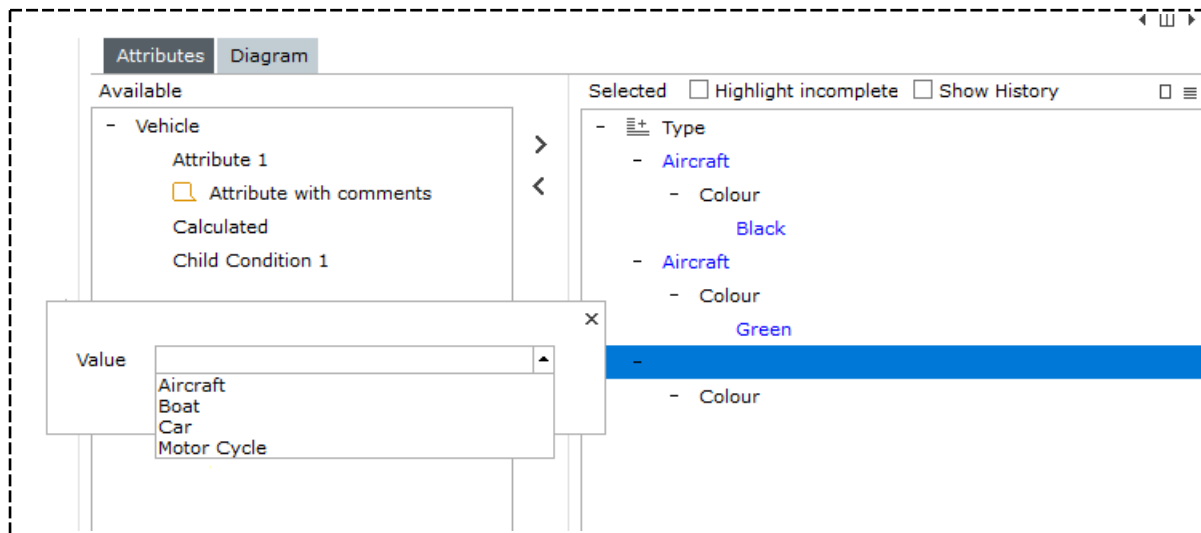 Attributes Diagram
Available
Selected Highlight incomplete Show History
- Vehicle
Attribute 1
Attribute with comments
Calculated
Child Condition 1
- Type
- Aircraft
- Colour
Black
- Aircraft
- Colour
Green
-
- Colour
Value
Aircraft
Boat
Car
Motor Cycle